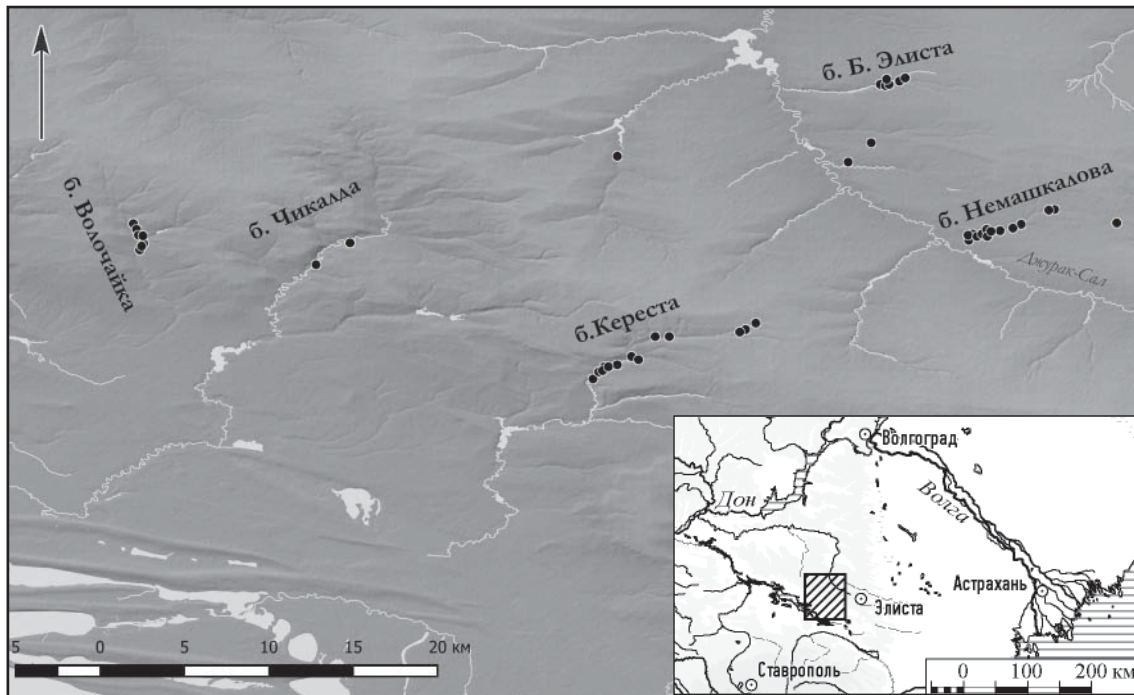 б. Б. Элиста
б. Волочайка
б. Чикалда
б. Немашкалова
Джурак-Сал
б.Кереста
5 0 5 10 15 20 км
Волгоград
Дон
Волга
Астрахань
Элиста
Ставрополь
0 100 200 км